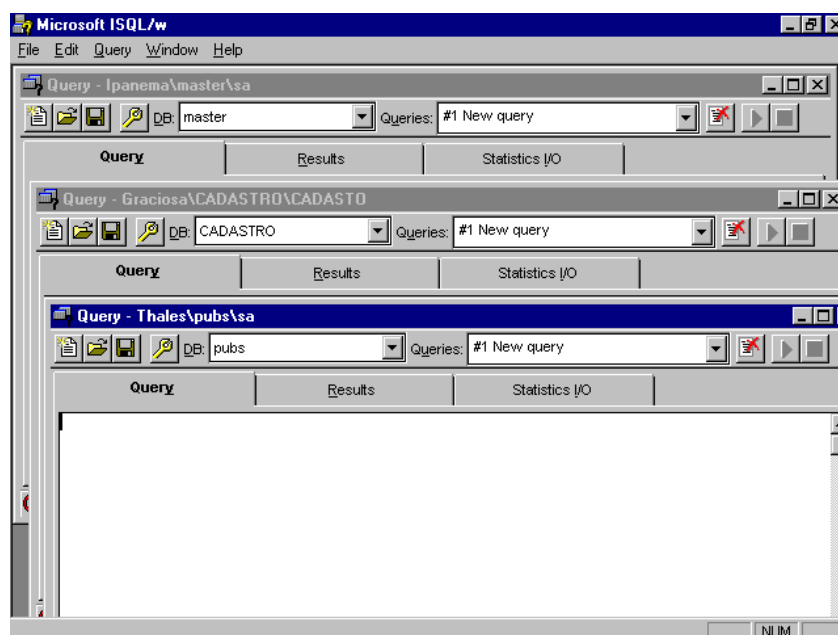 Microsoft ISQL/w
File Edit Query Window Help
Query - Ipanema\master\sa
DB: master Queries: #1 New query
Query Results Statistics I/O
Query - Graciosa\CADASTRO\CADASTO
DB: CADASTRO Queries: #1 New query
Query Results Statistics I/O
Query - Thales\pubs\sa
DB: pubs Queries: #1 New query
Query Results Statistics I/O
NUM